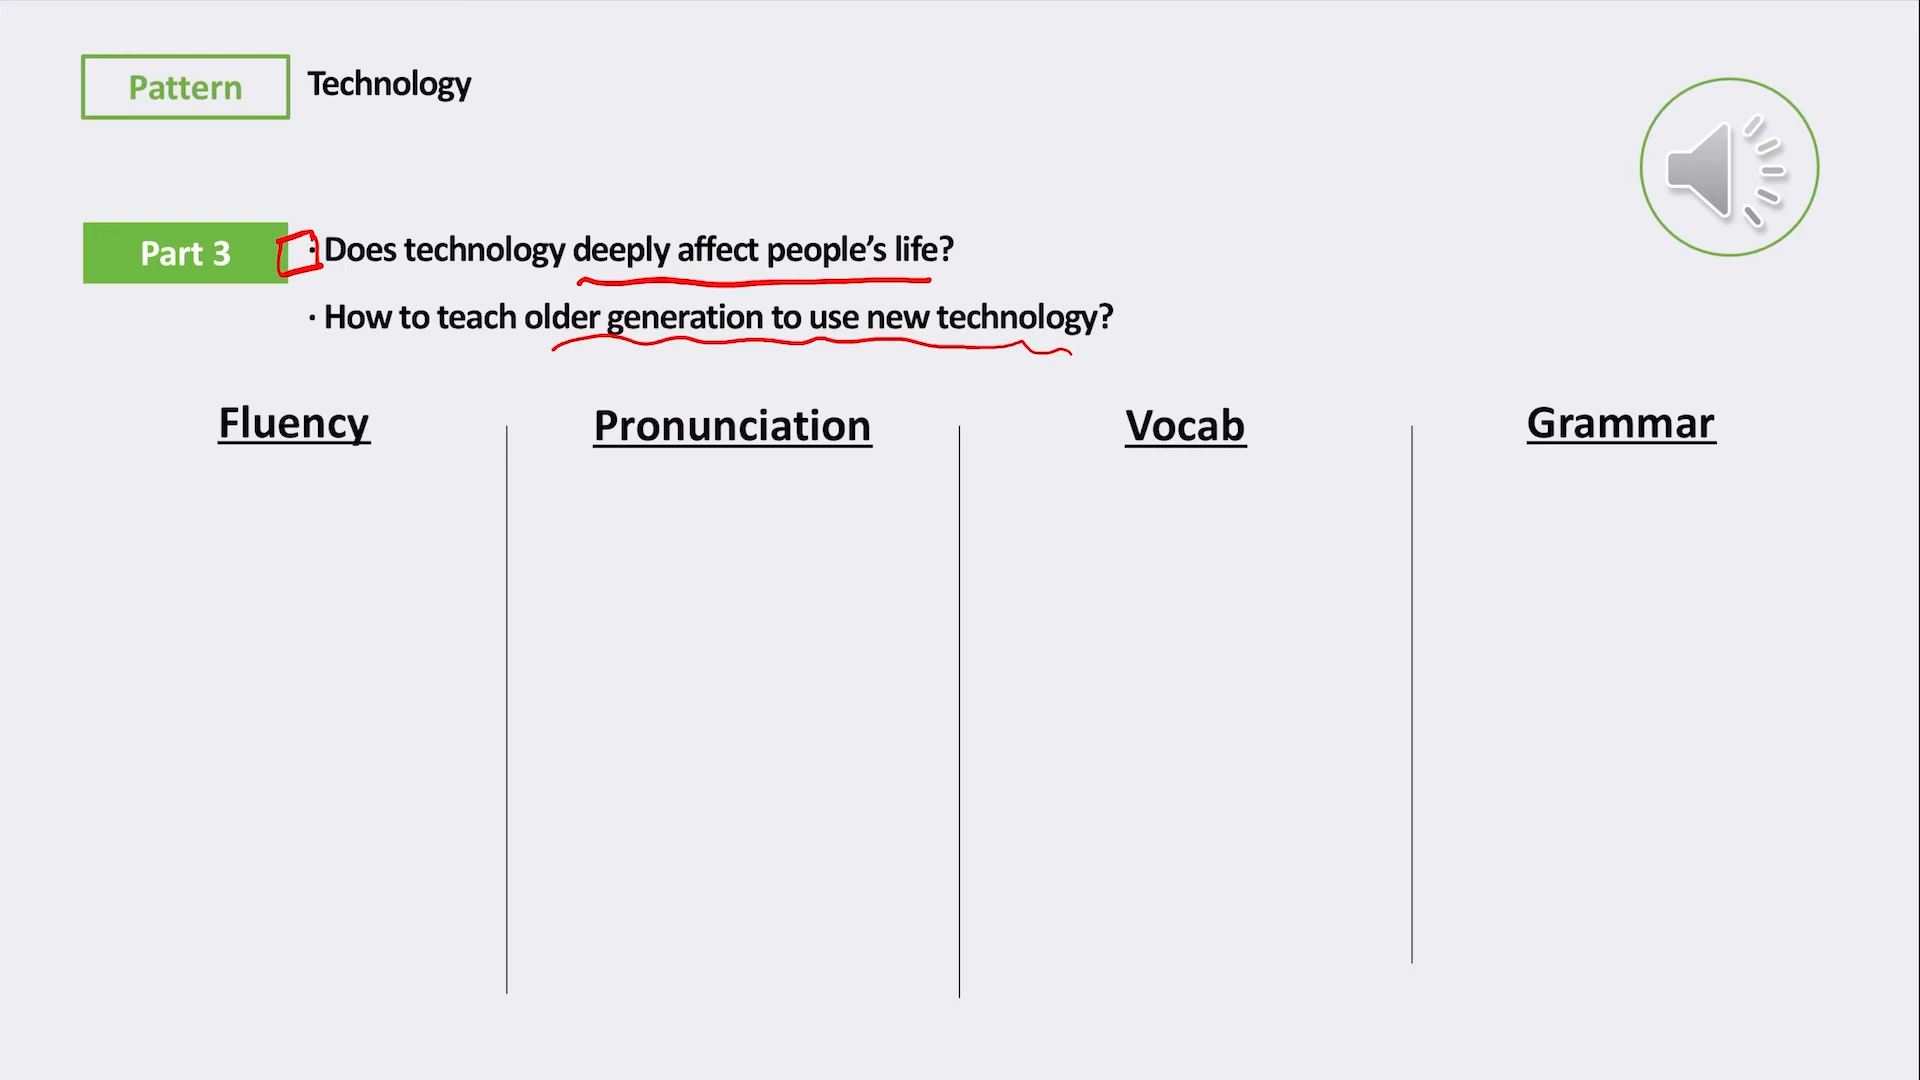 Pattern Technology
Part 3 · Does technology deeply affect people's life?
· How to teach older generation to use new technology?
Fluency Pronunciation Vocab Grammar